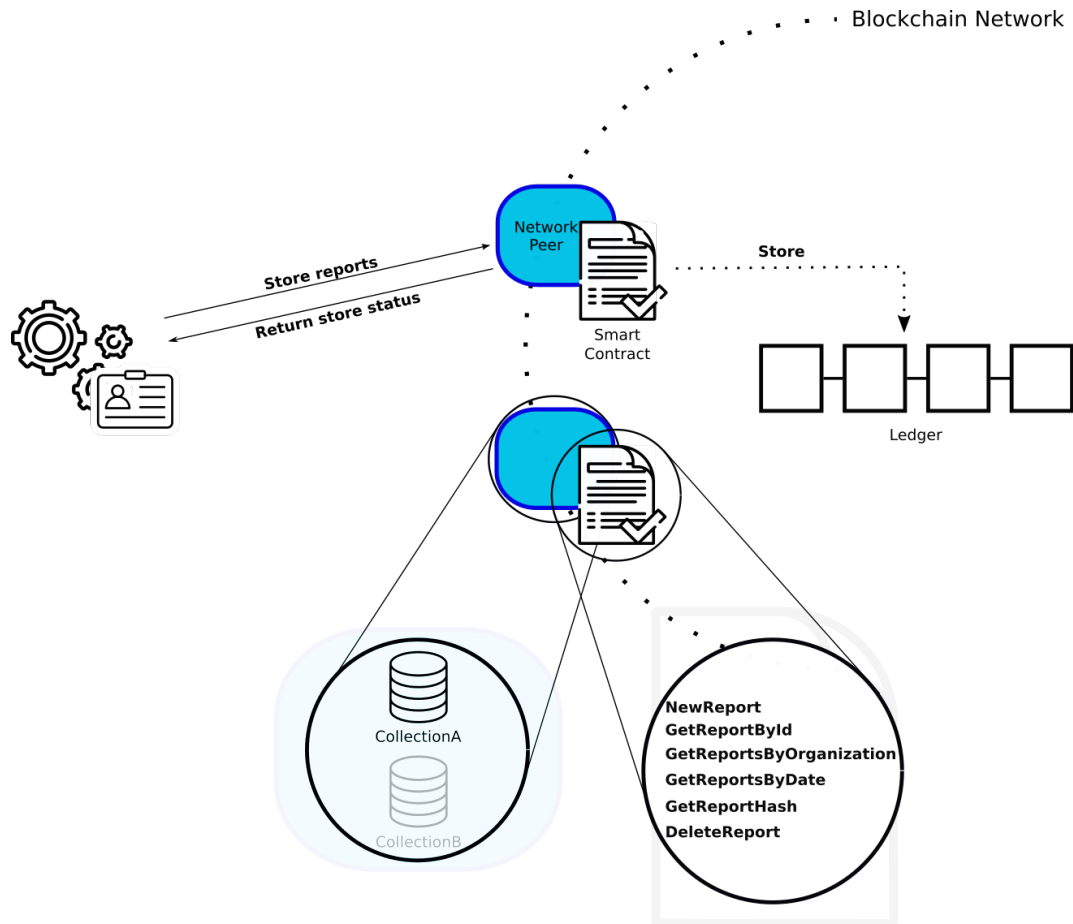 Blockchain Network
Network
Peer
Store reports
Return store status
Smart
Contract
Store
Ledger
CollectionA
CollectionB
NewReport
GetReportById
GetReportsByOrganization
GetReportsByDate
GetReportHash
DeleteReport